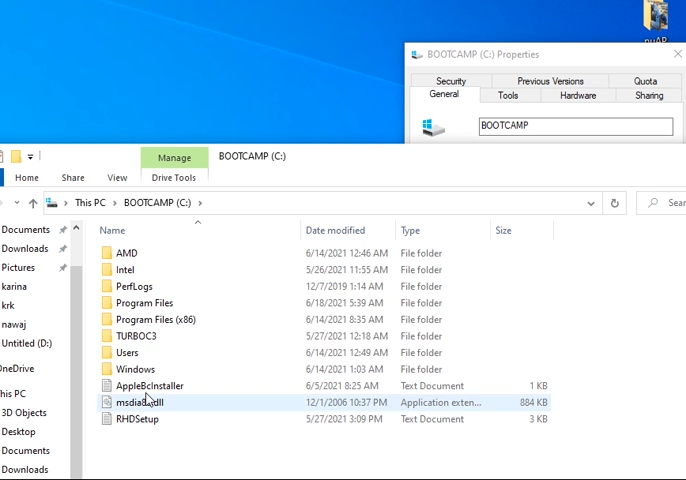 BOOTCAMP (C:) Properties
Security Previous Versions Quota
General Tools Hardware Sharing
BOOTCAMP
Manage BOOTCAMP (C:)
Home Share View Drive Tools
This PC BOOTCAMP (C:)
Documents
Downloads
Pictures
karina
krk
nawaj
Untitled (D:)
OneDrive
This PC
3D Objects
Desktop
Documents
Downloads
Name Date modified Type Size
AMD 6/14/2021 12:46 AM File folder
Intel 5/26/2021 11:55 AM File folder
PerfLogs 12/7/2019 1:14 AM File folder
Program Files 6/18/2021 5:39 AM File folder
Program Files (x86) 6/14/2021 8:35 AM File folder
TURBOC3 5/27/2021 12:18 AM File folder
Users 6/14/2021 12:49 AM File folder
Windows 6/14/2021 1:03 AM File folder
AppleBcInstaller 6/5/2021 8:25 AM Text Document 1 KB
12/1/2006 10:37 PM Application exten... 884 KB
RHDSetup 5/27/2021 3:09 PM Text Document 3 KB